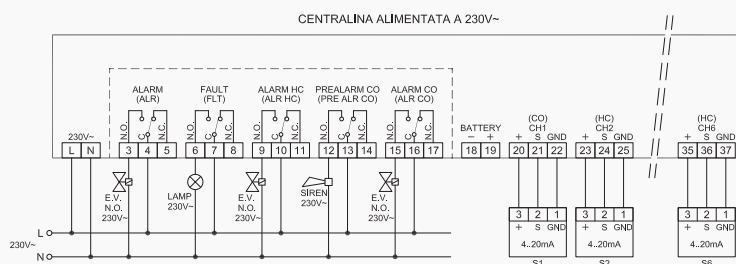 CENTRALINA ALIMENTATA A 230V~
ALARM FAULT ALARM HC PREALARM CO ALARM CO
(ALR) (FLT) (ALR HC) (PRE ALR CO) (ALR CO)
(CO) (HC) (HC)
BATTERY CH1 CH2 CH6
230V~ N.O. C N.C. N.O. C N.C. N.O. C N.C. N.O. C N.C. N.O. C N.C. − + + S GND + S GND + S GND
L N 3 4 5 6 7 8 9 10 11 12 13 14 15 16 17 18 19 20 21 22 23 24 25 35 36 37
E.V. N.O. 230V~
LAMP 230V~
E.V. N.O. 230V~
SIREN 230V~
E.V. N.O. 230V~
3 2 1 3 2 1 3 2 1
+ S GND + S GND + S GND
4..20mA 4..20mA 4..20mA
S1 S2 S6
230V~ L
N